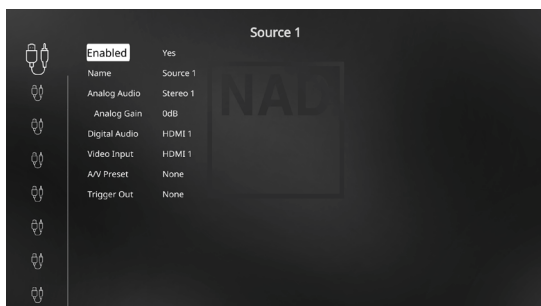 Source 1
Enabled Yes
Name Source 1
Analog Audio Stereo 1
Analog Gain 0dB
Digital Audio HDMI 1
Video Input HDMI 1
A/V Preset None
Trigger Out None
NAD